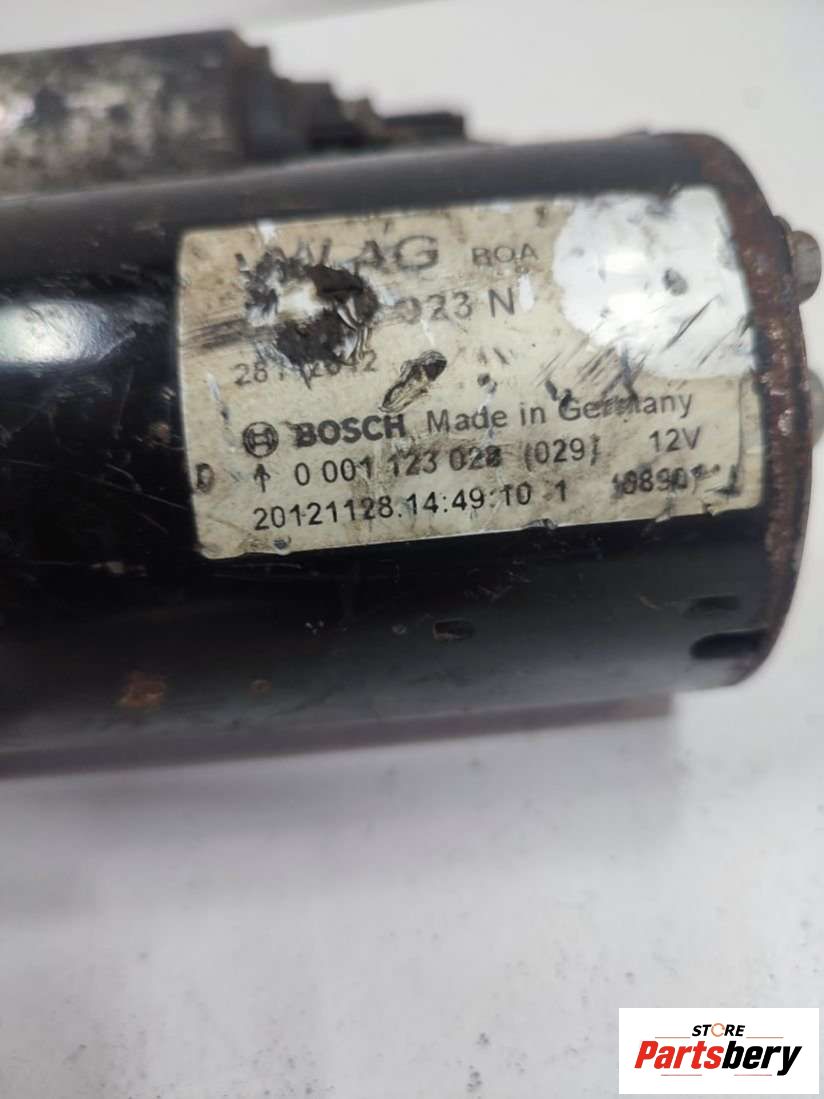 AG ROA
023 N
BOSCH Made in Germany
0 001 123 028 (029) 12V
20121128.14:49:10 1
STORE
Partsbery